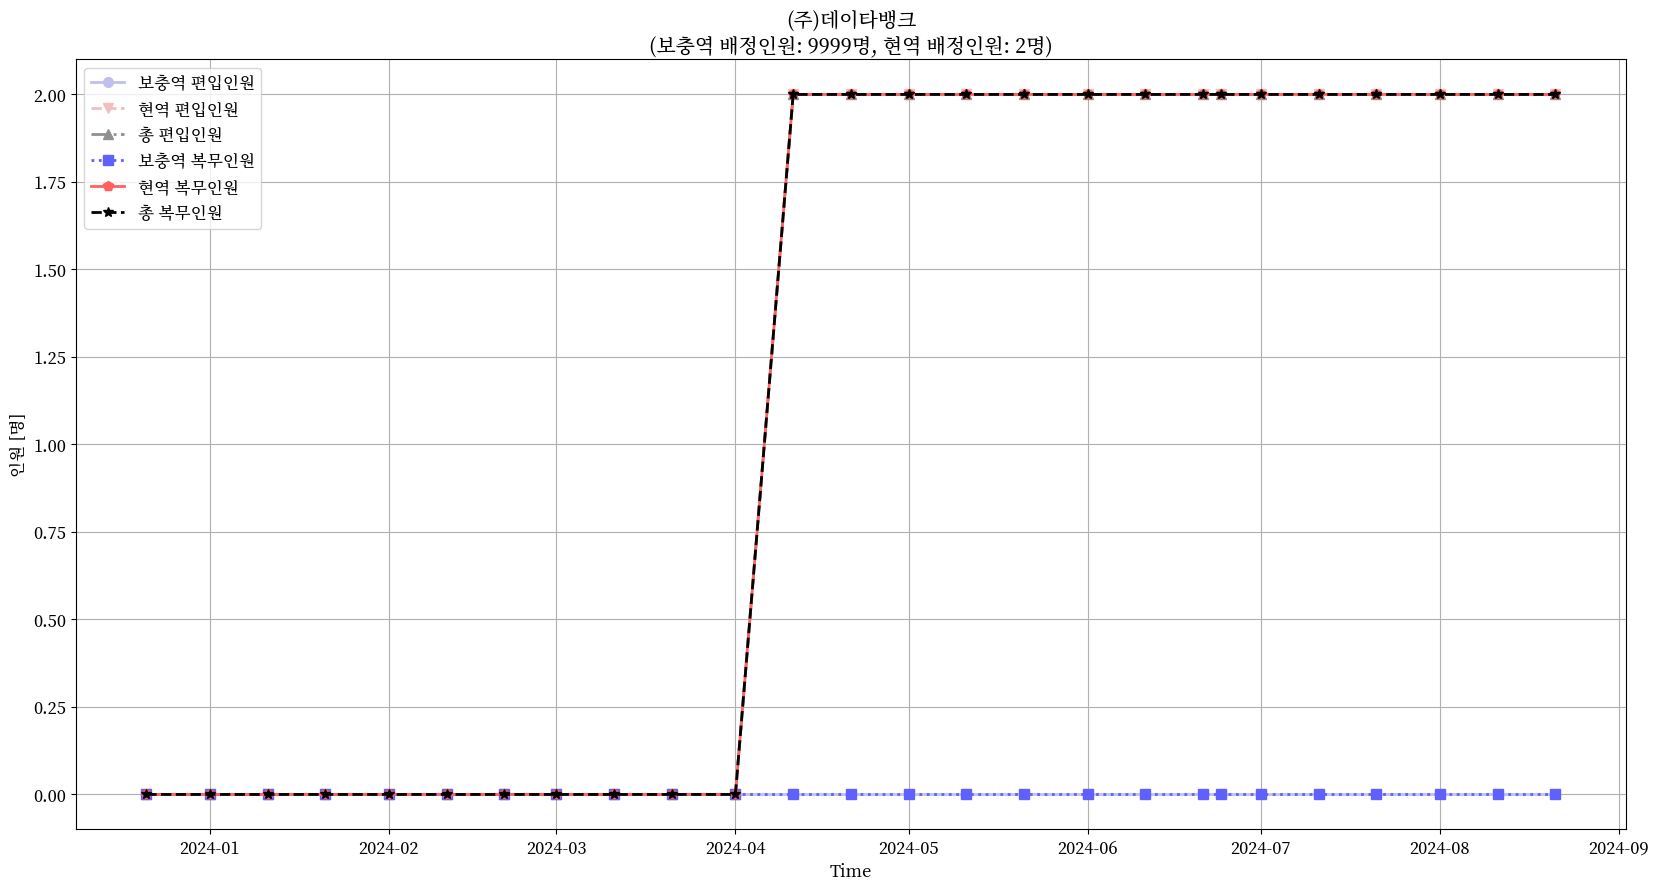 (주)데이타뱅크
(보충역 배정인원: 9999명, 현역 배정인원: 2명)
보충역 편입인원
현역 편입인원
총 편입인원
보충역 복무인원
현역 복무인원
총 복무인원
인원 [명]
2.00
1.75
1.50
1.25
1.00
0.75
0.50
0.25
0.00
2024-01 2024-02 2024-03 2024-04 2024-05 2024-06 2024-07 2024-08 2024-09
Time